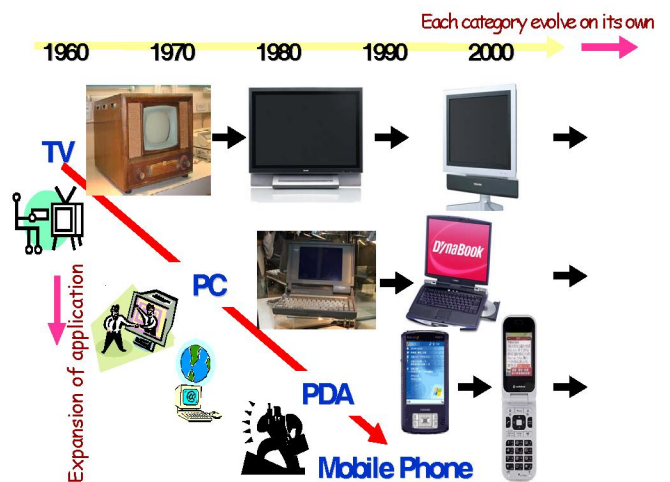 Each category evolve on its own
1960 1970 1980 1990 2000
TV
DynaBook
PC
Expansion of application
PDA
Mobile Phone